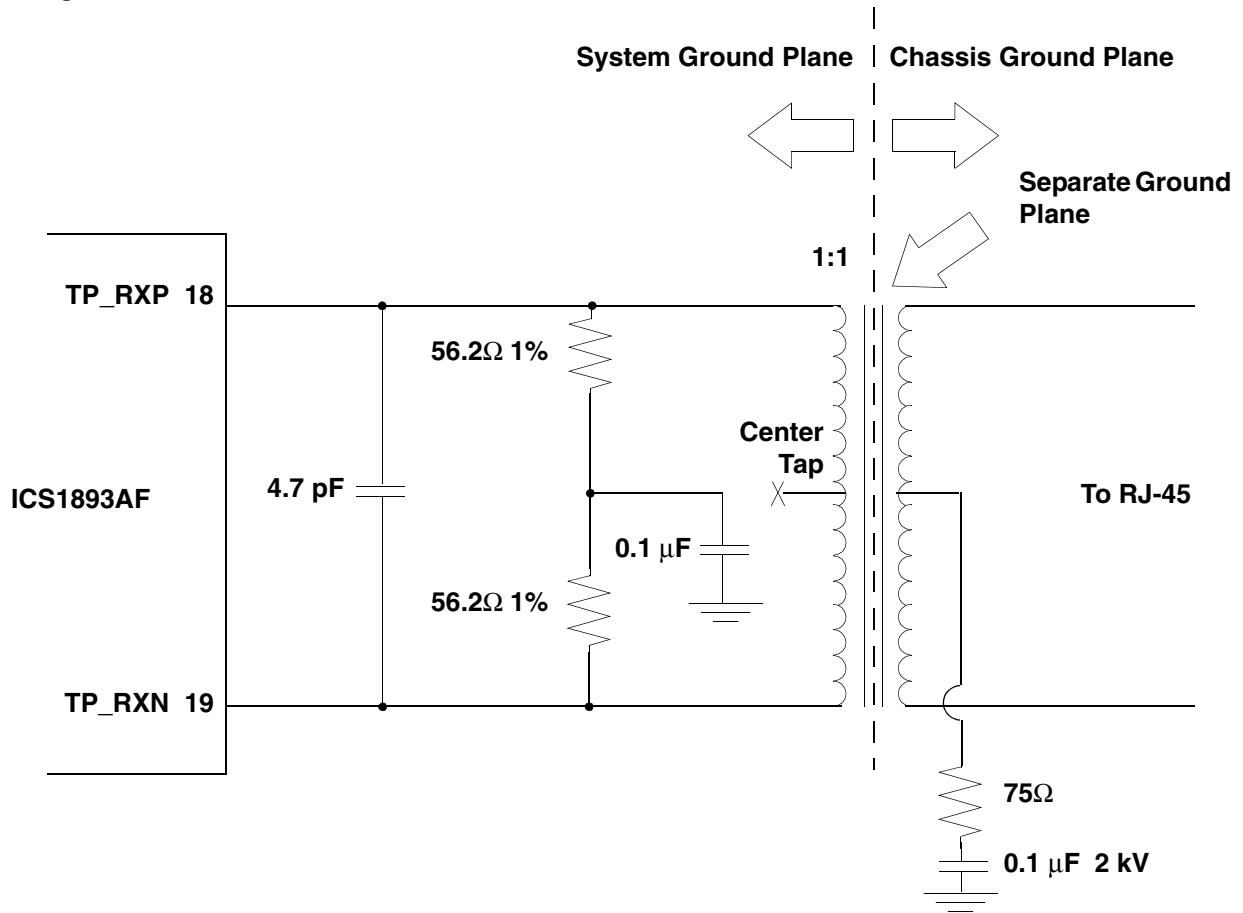 System Ground Plane
Chassis Ground Plane
Separate Ground
Plane
1:1
TP_RXP 18
56.2Ω 1%
Center
Tap
4.7 pF
ICS1893AF
To RJ-45
0.1 μF
56.2Ω 1%
TP_RXN 19
75Ω
0.1 μF 2 kV